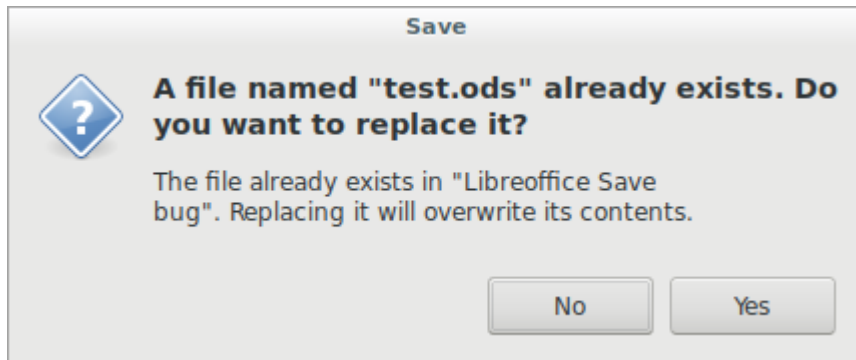 Save
A file named "test.ods" already exists. Do
you want to replace it?
The file already exists in "Libreoffice Save
bug". Replacing it will overwrite its contents.
No Yes